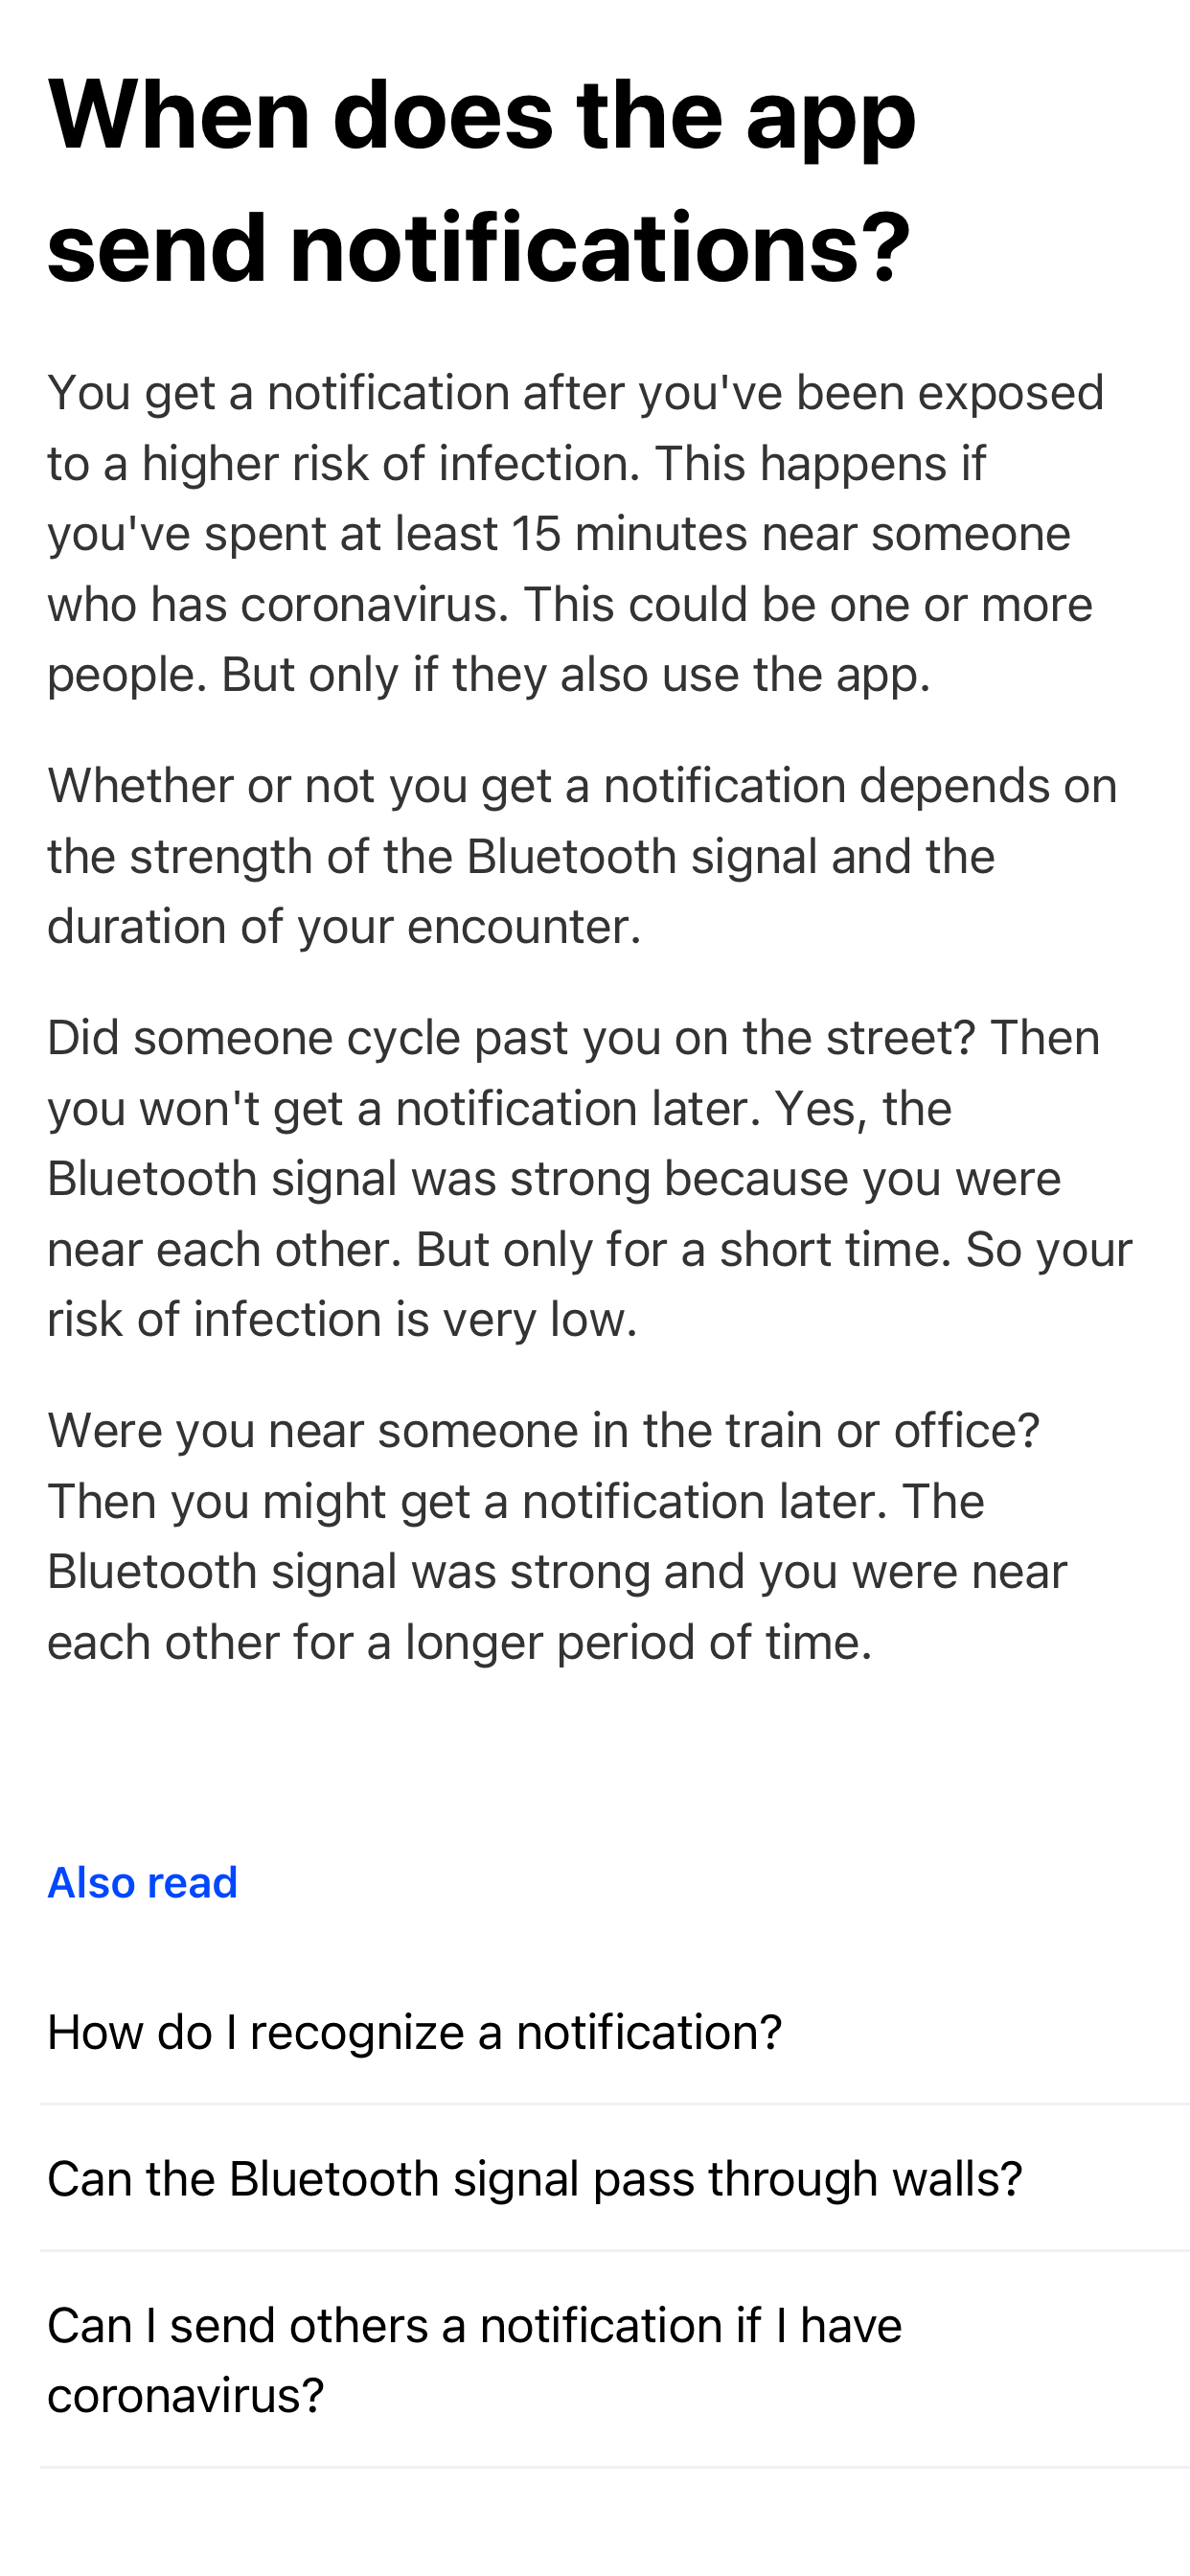 When does the app
send notifications?
You get a notification after you've been exposed
to a higher risk of infection. This happens if
you've spent at least 15 minutes near someone
who has coronavirus. This could be one or more
people. But only if they also use the app.
Whether or not you get a notification depends on
the strength of the Bluetooth signal and the
duration of your encounter.
Did someone cycle past you on the street? Then
you won't get a notification later. Yes, the
Bluetooth signal was strong because you were
near each other. But only for a short time. So your
risk of infection is very low.
Were you near someone in the train or office?
Then you might get a notification later. The
Bluetooth signal was strong and you were near
each other for a longer period of time.
Also read
How do I recognize a notification?
Can the Bluetooth signal pass through walls?
Can I send others a notification if I have
coronavirus?